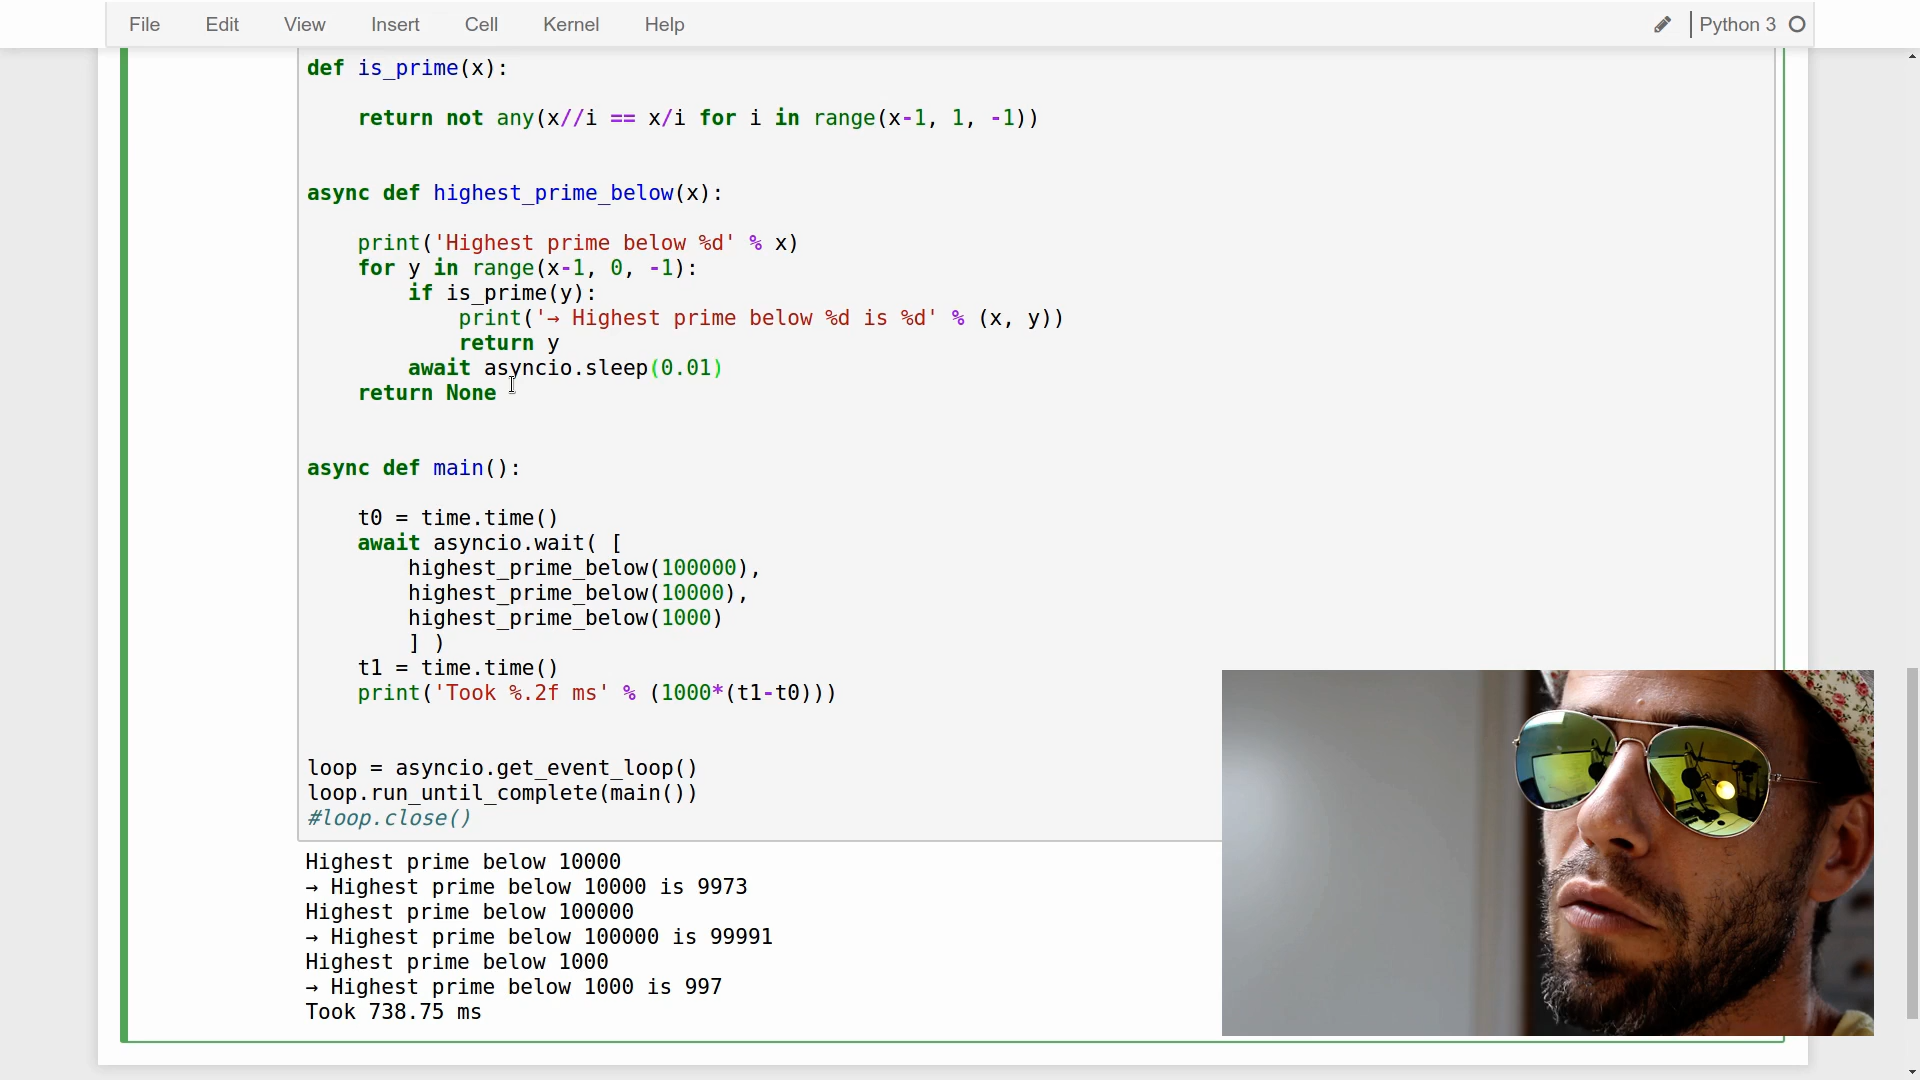 File Edit View Insert Cell Kernel Help Python 3
def is_prime(x):
return not any(x//i == x/i for i in range(x-1, 1, -1))
async def highest_prime_below(x):
print('Highest prime below %d' % x)
for y in range(x-1, 0, -1):
if is_prime(y):
print('→ Highest prime below %d is %d' % (x, y))
return y
await asyncio.sleep(0.01)
return None
async def main():
t0 = time.time()
await asyncio.wait( [
highest_prime_below(100000),
highest_prime_below(10000),
highest_prime_below(1000)
] )
t1 = time.time()
print('Took %.2f ms' % (1000*(t1-t0)))
loop = asyncio.get_event_loop()
loop.run_until_complete(main())
#loop.close()
Highest prime below 10000
→ Highest prime below 10000 is 9973
Highest prime below 100000
→ Highest prime below 100000 is 99991
Highest prime below 1000
→ Highest prime below 1000 is 997
Took 738.75 ms